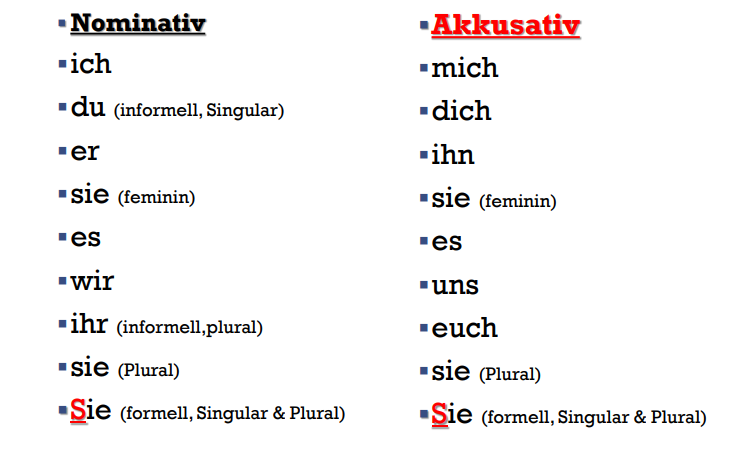 Nominativ
ich
du (informell, Singular)
er
sie (feminin)
es
wir
ihr (informell,plural)
sie (Plural)
Sie (formell, Singular & Plural)
Akkusativ
mich
dich
ihn
sie (feminin)
es
uns
euch
sie (Plural)
Sie (formell, Singular & Plural)